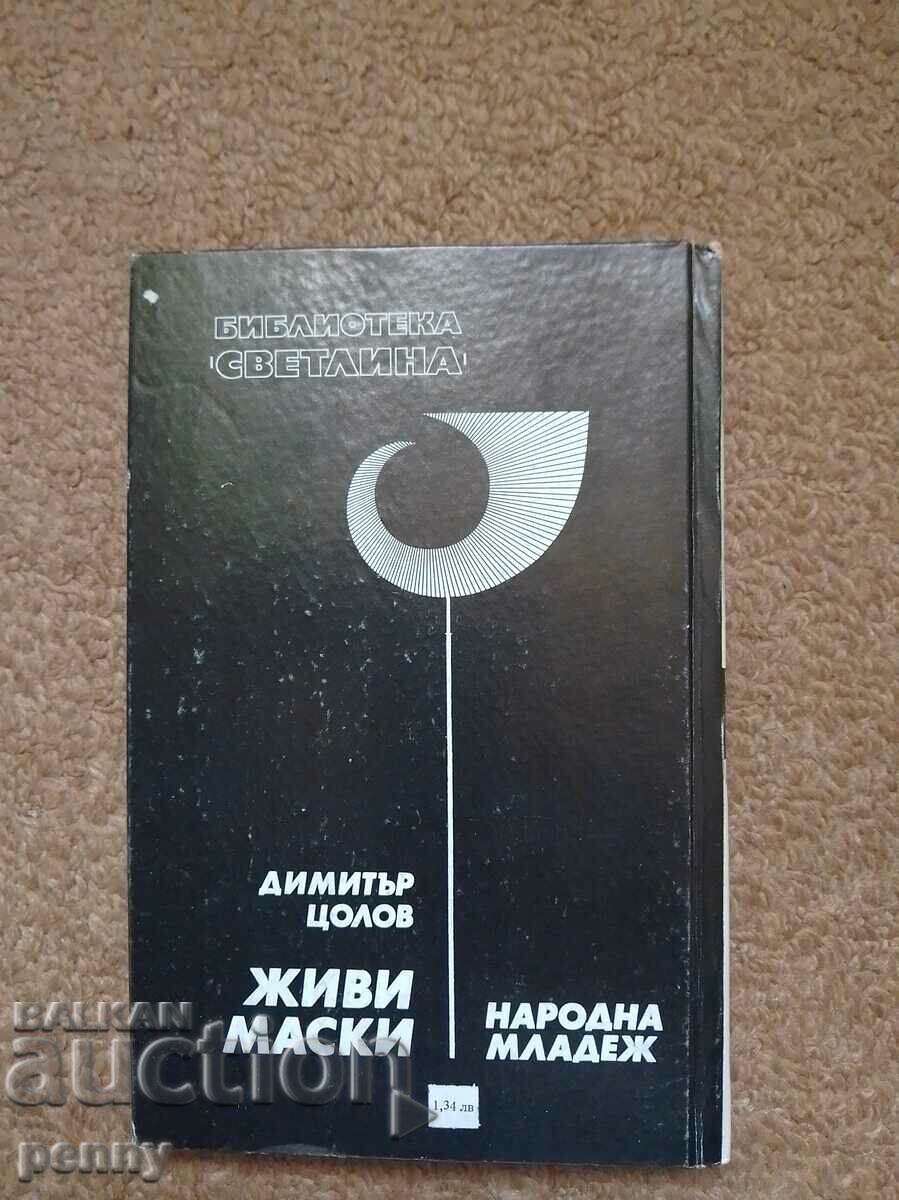 БИБЛИОТЕКА
"СВЕТЛИНА"
ДИМИТЪР
ЦОЛОВ
ЖИВИ
МАСКИ
НАРОДНА
МЛАДЕЖ
1,34 лв
BALKAN
auction
penny